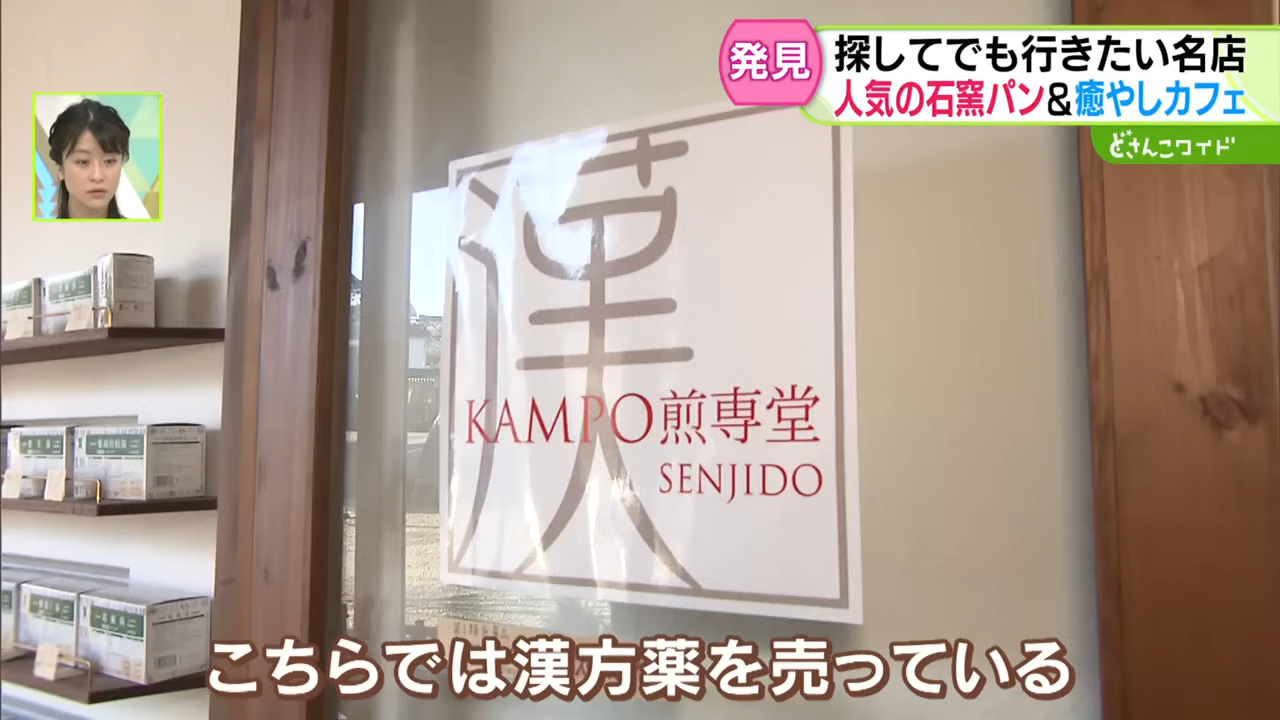 発見
探してでも行きたい名店
人気の石窯パン&癒やしカフェ
どさんこワイド
漢
KAMPO煎専堂
SENJIDO
こちらでは漢方薬を売っている